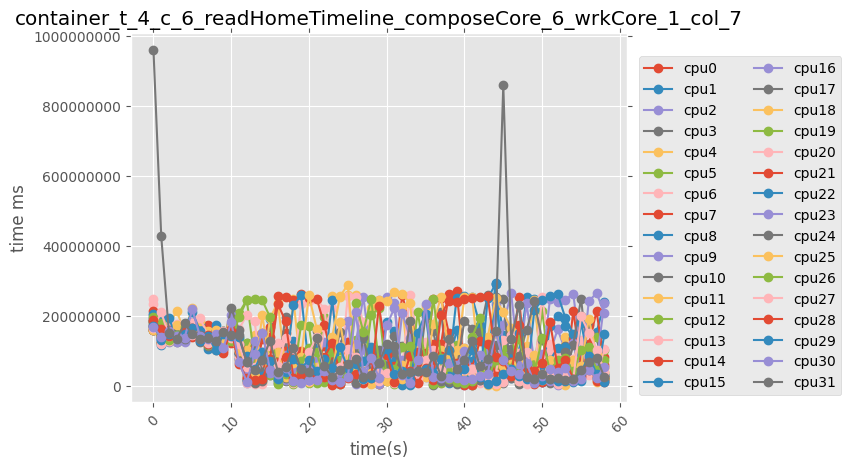 container_t_4_c_6_readHomeTimeline_composeCore_6_wrkCore_1_col_7
1000000000
800000000
600000000
400000000
200000000
0
time ms
0
10
20
30
40
50
60
time(s)
cpu0
cpu1
cpu2
cpu3
cpu4
cpu5
cpu6
cpu7
cpu8
cpu9
cpu10
cpu11
cpu12
cpu13
cpu14
cpu15
cpu16
cpu17
cpu18
cpu19
cpu20
cpu21
cpu22
cpu23
cpu24
cpu25
cpu26
cpu27
cpu28
cpu29
cpu30
cpu31